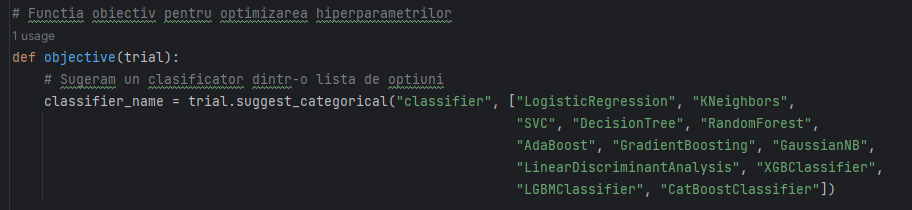 # Functia obiectiv pentru optimizarea hiperparametrilor
1 usage
def objective(trial):
# Sugeram un clasificator dintr-o lista de optiuni
classifier_name = trial.suggest_categorical("classifier", ["LogisticRegression", "KNeighbors",
"SVC", "DecisionTree", "RandomForest",
"AdaBoost", "GradientBoosting", "GaussianNB",
"LinearDiscriminantAnalysis", "XGBClassifier",
"LGBMClassifier", "CatBoostClassifier"])